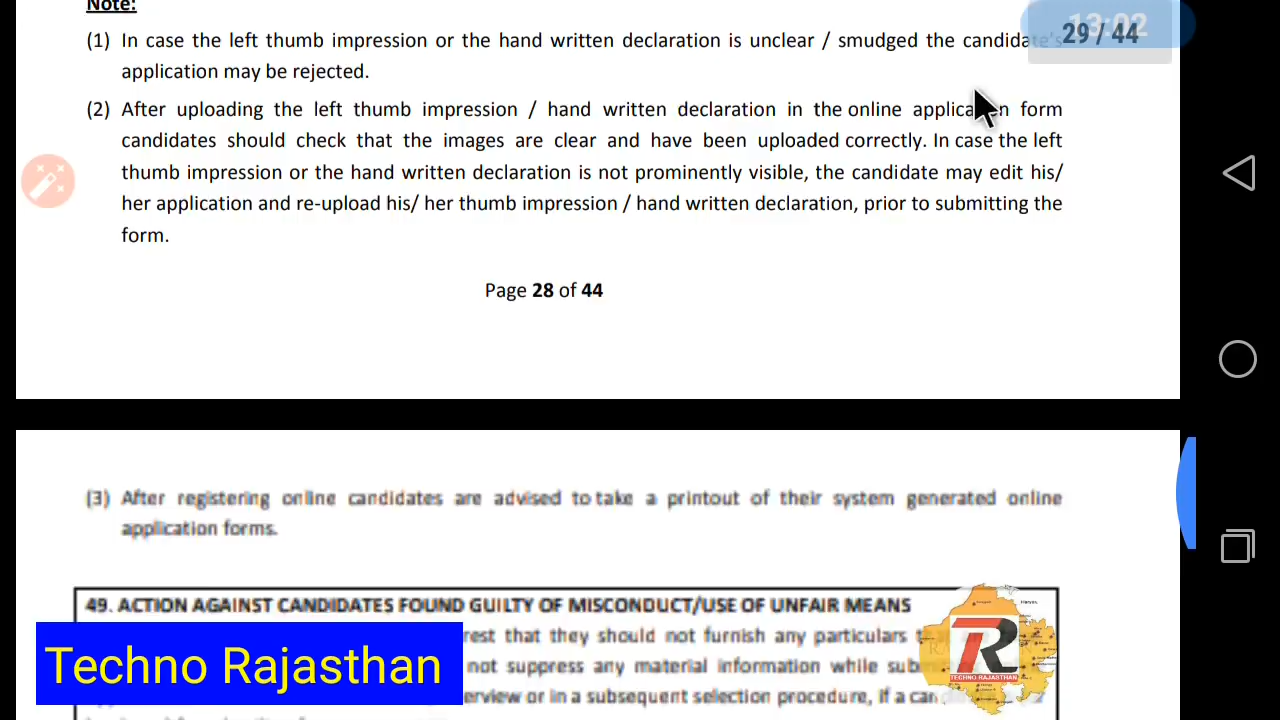 Note:
13:02
29 / 44
(1) In case the left thumb impression or the hand written declaration is unclear / smudged the candidate's
application may be rejected.
(2) After uploading the left thumb impression / hand written declaration in the online application form
candidates should check that the images are clear and have been uploaded correctly. In case the left
thumb impression or the hand written declaration is not prominently visible, the candidate may edit his/
her application and re-upload his/ her thumb impression / hand written declaration, prior to submitting the
form.
Page 28 of 44
(3) After registering online candidates are advised to take a printout of their system generated online
application forms.
49. ACTION AGAINST CANDIDATES FOUND GUILTY OF MISCONDUCT/USE OF UNFAIR MEANS
rest that they should not furnish any particulars
not suppress any material information while
erview or in a subsequent selection procedure, if a
Techno Rajasthan
TR
TECHNO RAJASTHAN